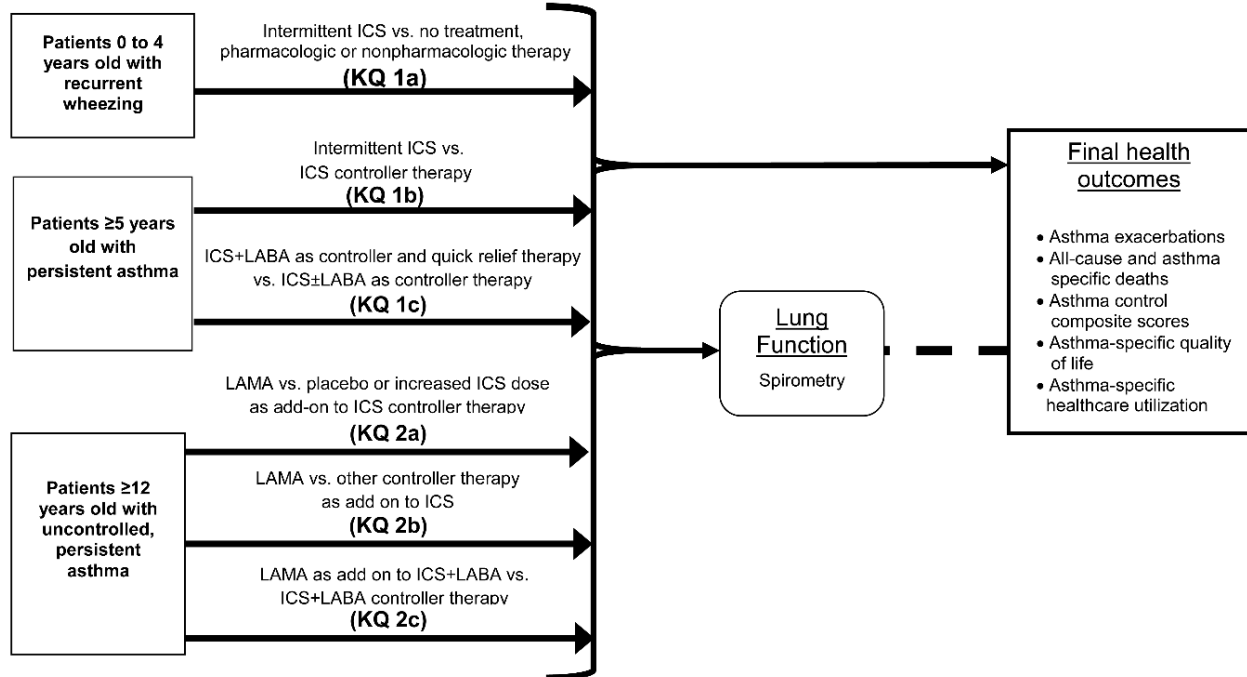 Patients 0 to 4
years old with
recurrent
wheezing
Intermittent ICS vs. no treatment,
pharmacologic or nonpharmacologic therapy
(KQ 1a)
Patients ≥5 years
old with
persistent asthma
Intermittent ICS vs.
ICS controller therapy
(KQ 1b)
ICS+LABA as controller and quick relief therapy
vs. ICS±LABA as controller therapy
(KQ 1c)
Patients ≥12
years old with
uncontrolled,
persistent
asthma
LAMA vs. placebo or increased ICS dose
as add-on to ICS controller therapy
(KQ 2a)
LAMA vs. other controller therapy
as add on to ICS
(KQ 2b)
LAMA as add on to ICS+LABA vs.
ICS+LABA controller therapy
(KQ 2c)
Lung
Function
Spirometry
Final health
outcomes
• Asthma exacerbations
• All-cause and asthma
specific deaths
• Asthma control
composite scores
• Asthma-specific quality
of life
• Asthma-specific
healthcare utilization